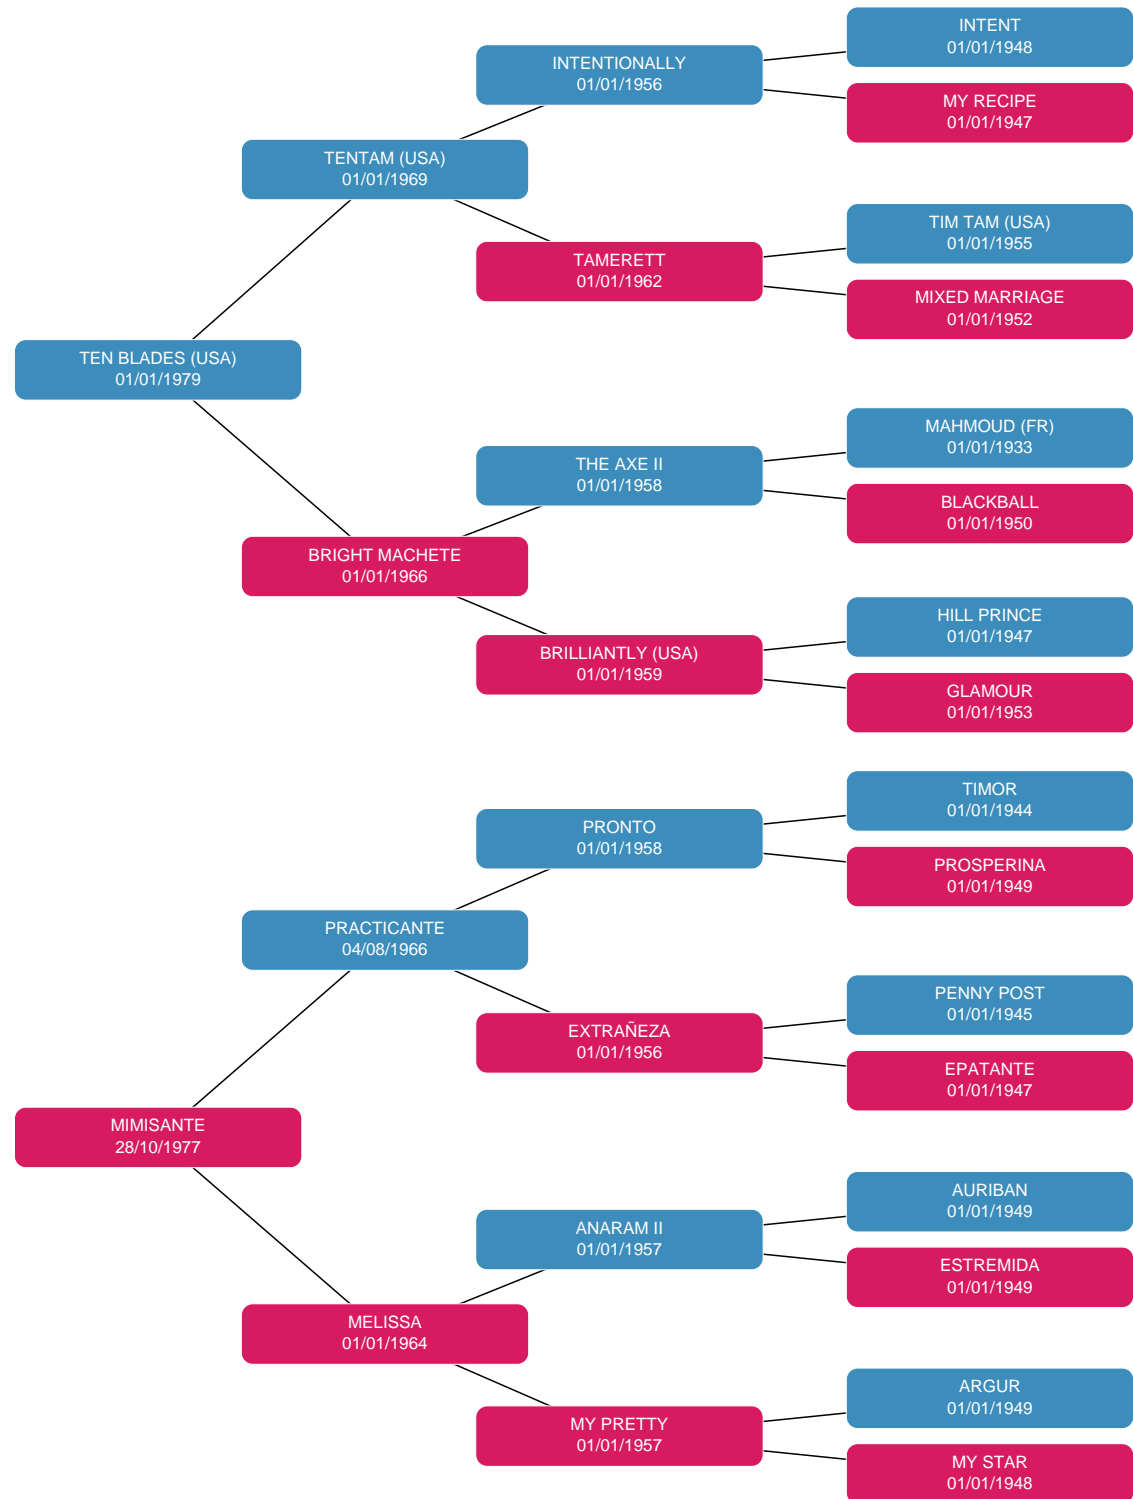 INTENT
01/01/1948
INTENTIONALLY
01/01/1956
MY RECIPE
01/01/1947
TENTAM (USA)
01/01/1969
TIM TAM (USA)
01/01/1955
TAMERETT
01/01/1962
MIXED MARRIAGE
01/01/1952
TEN BLADES (USA)
01/01/1979
MAHMOUD (FR)
01/01/1933
THE AXE II
01/01/1958
BLACKBALL
01/01/1950
BRIGHT MACHETE
01/01/1966
HILL PRINCE
01/01/1947
BRILLIANTLY (USA)
01/01/1959
GLAMOUR
01/01/1953
TIMOR
01/01/1944
PRONTO
01/01/1958
PROSPERINA
01/01/1949
PRACTICANTE
04/08/1966
PENNY POST
01/01/1945
EXTRAÑEZA
01/01/1956
EPATANTE
01/01/1947
MIMISANTE
28/10/1977
AURIBAN
01/01/1949
ANARAM II
01/01/1957
ESTREMIDA
01/01/1949
MELISSA
01/01/1964
ARGUR
01/01/1949
MY PRETTY
01/01/1957
MY STAR
01/01/1948